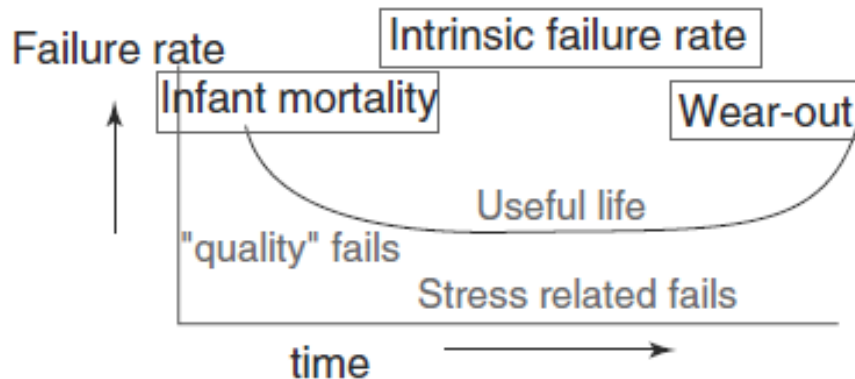 Failure rate
Intrinsic failure rate
Infant mortality
Wear-out
Useful life
"quality" fails
Stress related fails
time